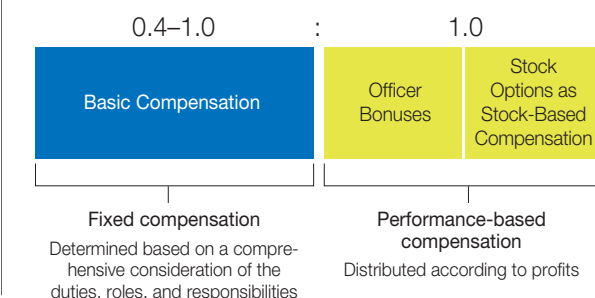 0.4–1.0 : 1.0
Basic Compensation
Officer
Bonuses
Stock
Options as
Stock-Based
Compensation
Fixed compensation
Determined based on a compre-
hensive consideration of the
duties, roles, and responsibilities
Performance-based
compensation
Distributed according to profits